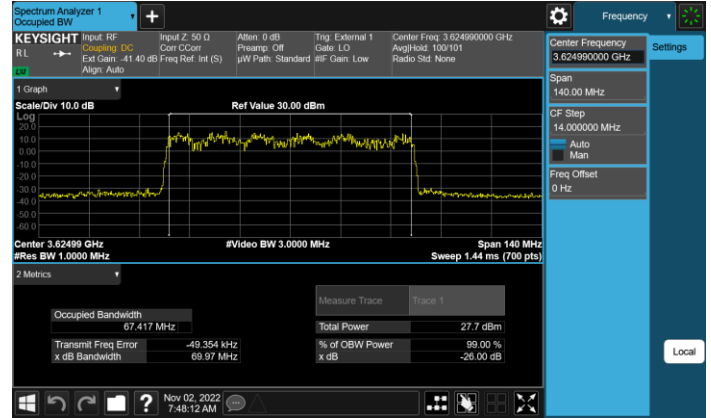 Spectrum Analyzer 1
Occupied BW
+
Frequency
KEYSIGHT Input: RF Input Z: 50 Ω Atten: 0 dB Trig: External 1 Center Freq: 3.624990000 GHz
RL Coupling: DC Corr CCorr Preamp: Off Gate: LO Avg|Hold: 100/101
Ext Gain: -41.40 dB Freq Ref: Int (S) µW Path: Standard #IF Gain: Low Radio Std: None
LU Align: Auto
Center Frequency
3.624990000 GHz
Settings
Span
140.00 MHz
CF Step
14.000000 MHz
Auto
Man
Freq Offset
0 Hz
Local
1 Graph
Scale/Div 10.0 dB Ref Value 30.00 dBm
Log
20.0
10.0
0.00
-10.0
-20.0
-30.0
-40.0
-50.0
-60.0
Center 3.62499 GHz #Video BW 3.0000 MHz Span 140 MHz
#Res BW 1.0000 MHz Sweep 1.44 ms (700 pts)
2 Metrics
Measure Trace Trace 1
Occupied Bandwidth
67.417 MHz Total Power 27.7 dBm
Transmit Freq Error -49.354 kHz % of OBW Power 99.00 %
x dB Bandwidth 69.97 MHz x dB -26.00 dB
?
Nov 02, 2022
7:48:12 AM